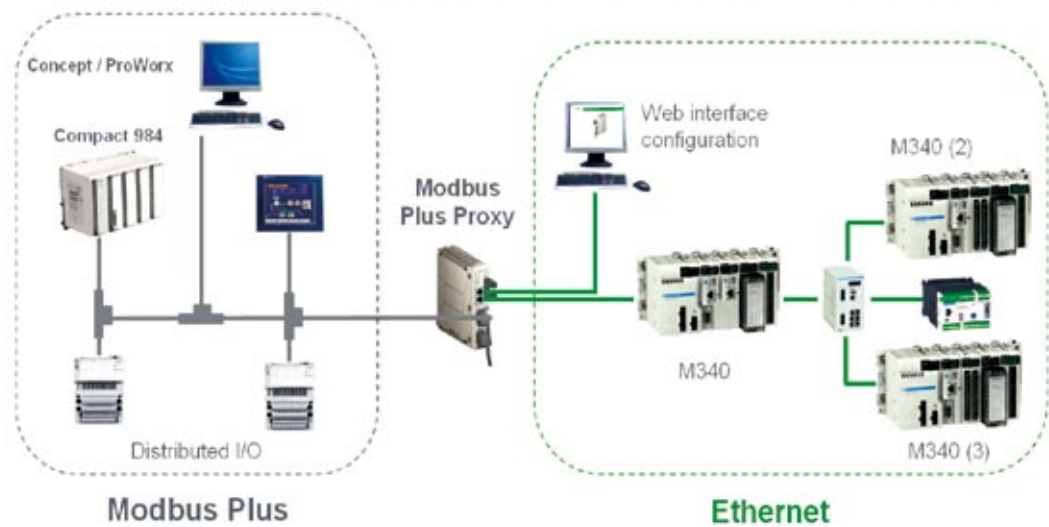 Concept / ProWorx
Compact 984
Modbus
Plus Proxy
Distributed I/O
Modbus Plus
Web interface
configuration
M340 (2)
M340
M340 (3)
Ethernet